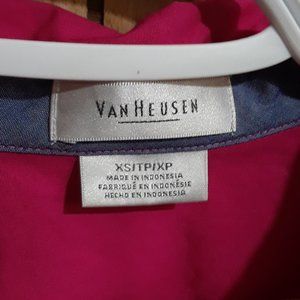 VAN HEUSEN
XS/TP/XP
MADE IN INDONESIA
FABRIQUÉ EN INDONÉSIE
HECHO EN INDONESIA